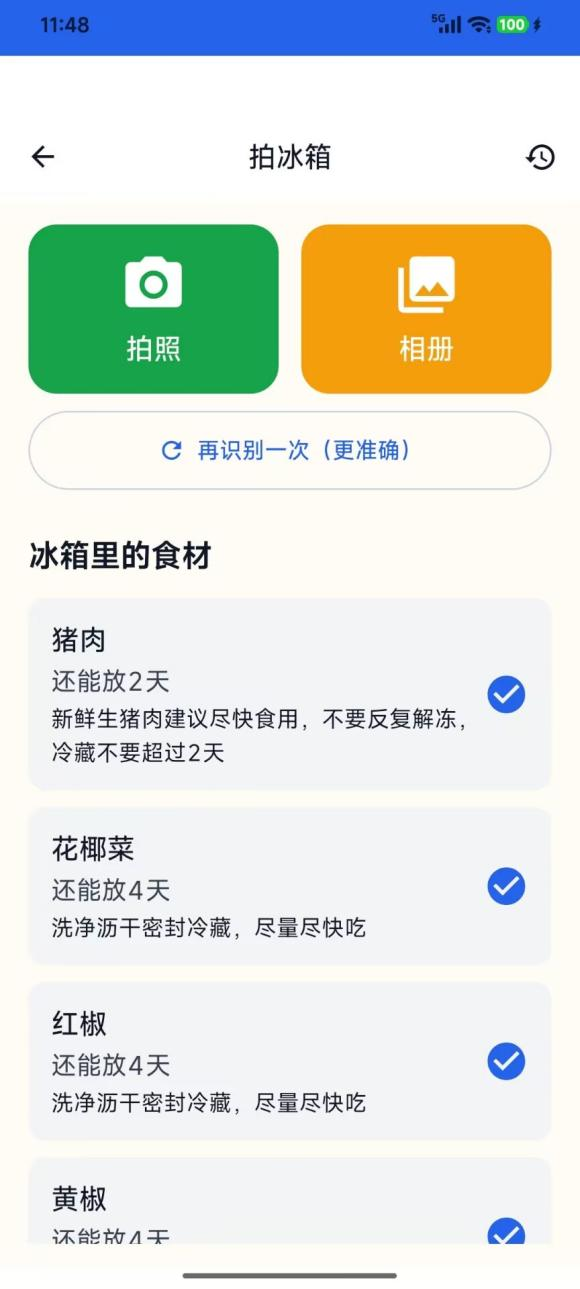 11:48
5G
100
拍冰箱
拍照
相册
再识别一次（更准确）
冰箱里的食材
猪肉
还能放2天
新鲜生猪肉建议尽快食用，不要反复解冻，
冷藏不要超过2天
花椰菜
还能放4天
洗净沥干密封冷藏，尽量尽快吃
红椒
还能放4天
洗净沥干密封冷藏，尽量尽快吃
黄椒
还能放4天